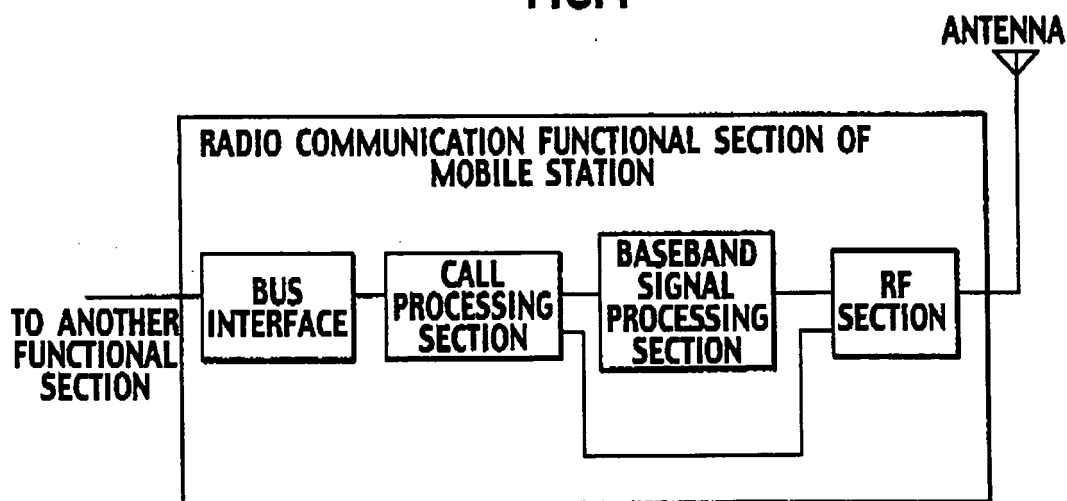 ANTENNA
RADIO COMMUNICATION FUNCTIONAL SECTION OF
MOBILE STATION
BUS
INTERFACE
CALL
PROCESSING
SECTION
BASEBAND
SIGNAL
PROCESSING
SECTION
RF
SECTION
TO ANOTHER
FUNCTIONAL
SECTION